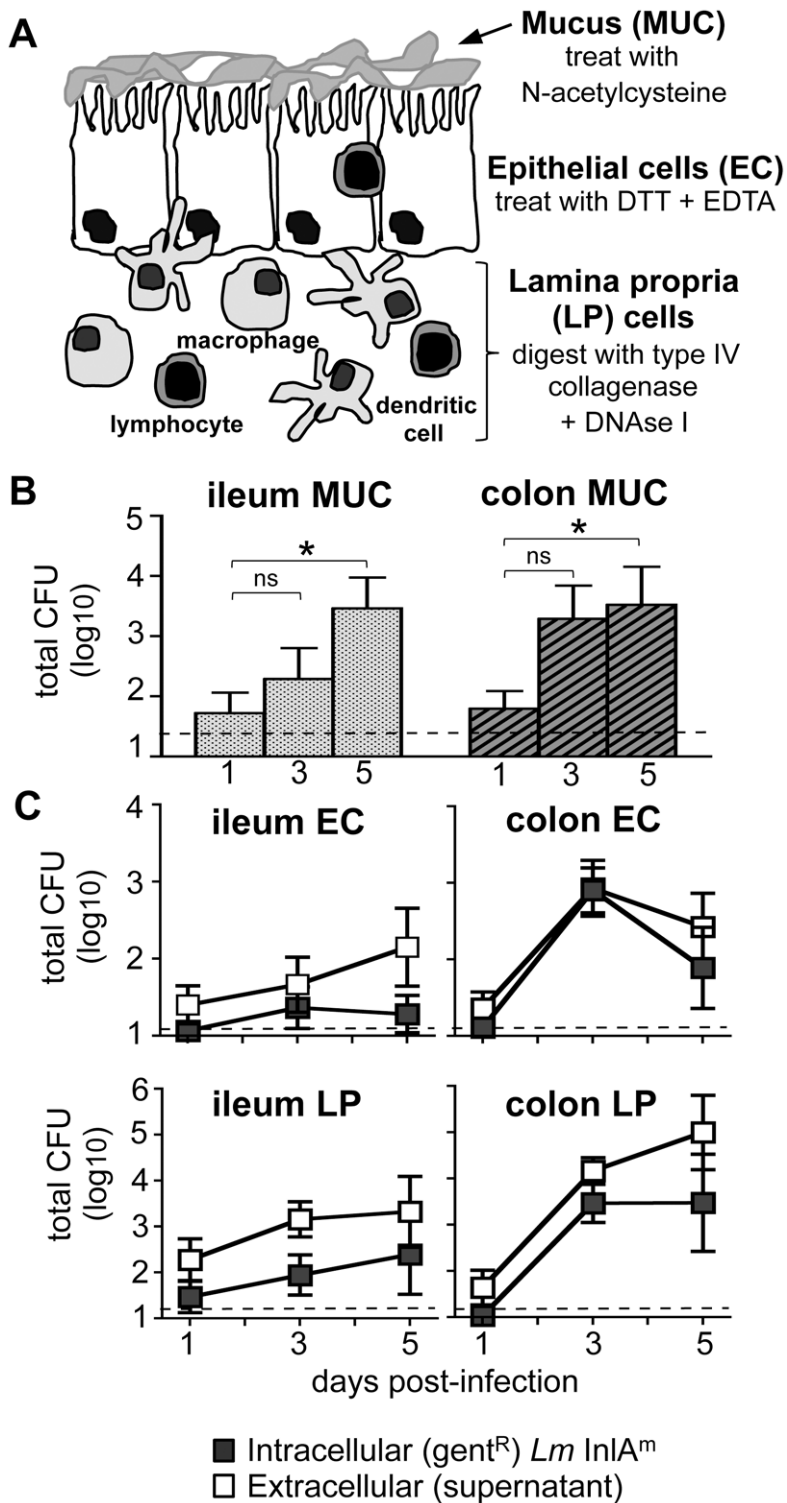 A
Mucus (MUC)
treat with
N-acetylcysteine
Epithelial cells (EC)
treat with DTT + EDTA
Lamina propria
(LP) cells
digest with type IV
collagenase
+ DNAse I
macrophage
lymphocyte
dendritic
cell
B
ileum MUC
colon MUC
total CFU
(log10)
5
4
3
2
1
*
ns
*
ns
1 3 5
1 3 5
C
ileum EC
colon EC
total CFU
(log10)
4
3
2
1
ileum LP
colon LP
total CFU
(log10)
6
5
4
3
2
1
1 3 5
1 3 5
days post-infection
Intracellular (gentR) Lm InlAm
Extracellular (supernatant)